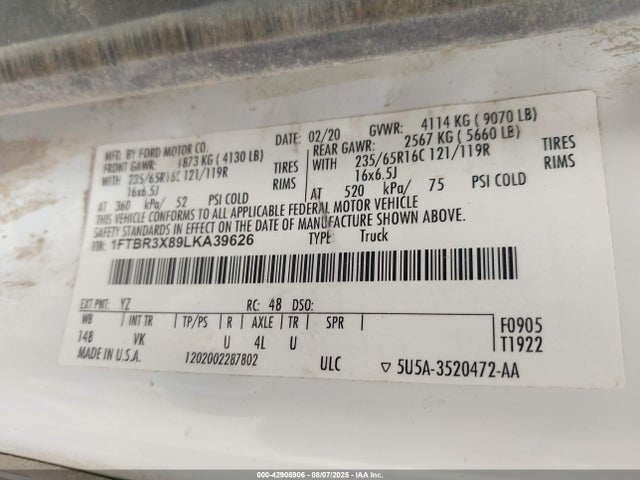 MFD. BY FORD MOTOR CO.
DATE: 02/20 GVWR: 4114 KG ( 9070 LB)
FRONT GAWR: 1873 KG ( 4130 LB)
REAR GAWR: 2567 KG ( 5660 LB)
WITH 235/65R16C 121/119R TIRES
WITH 235/65R16C 121/119R TIRES
16x6.5J RIMS
16x6.5J RIMS
AT 360 kPa/ 52 PSI COLD
AT 520 kPa/ 75 PSI COLD
THIS VEHICLE CONFORMS TO ALL APPLICABLE FEDERAL MOTOR VEHICLE
SAFETY STANDARDS IN EFFECT ON THE DATE OF MANUFACTURE SHOWN ABOVE.
VIN: 1FTBR3X89LKA39626 TYPE: Truck
EXT PNT: YZ RC: 48 DSO:
WB INT TR TP/PS R AXLE TR SPR
148 VK U 4L U
F0905
T1922
MADE IN U.S.A. 1202002287802 ULC ▽ 5U5A-3520472-AA
000-42906906 - 08/07/2025 - IAA Inc.